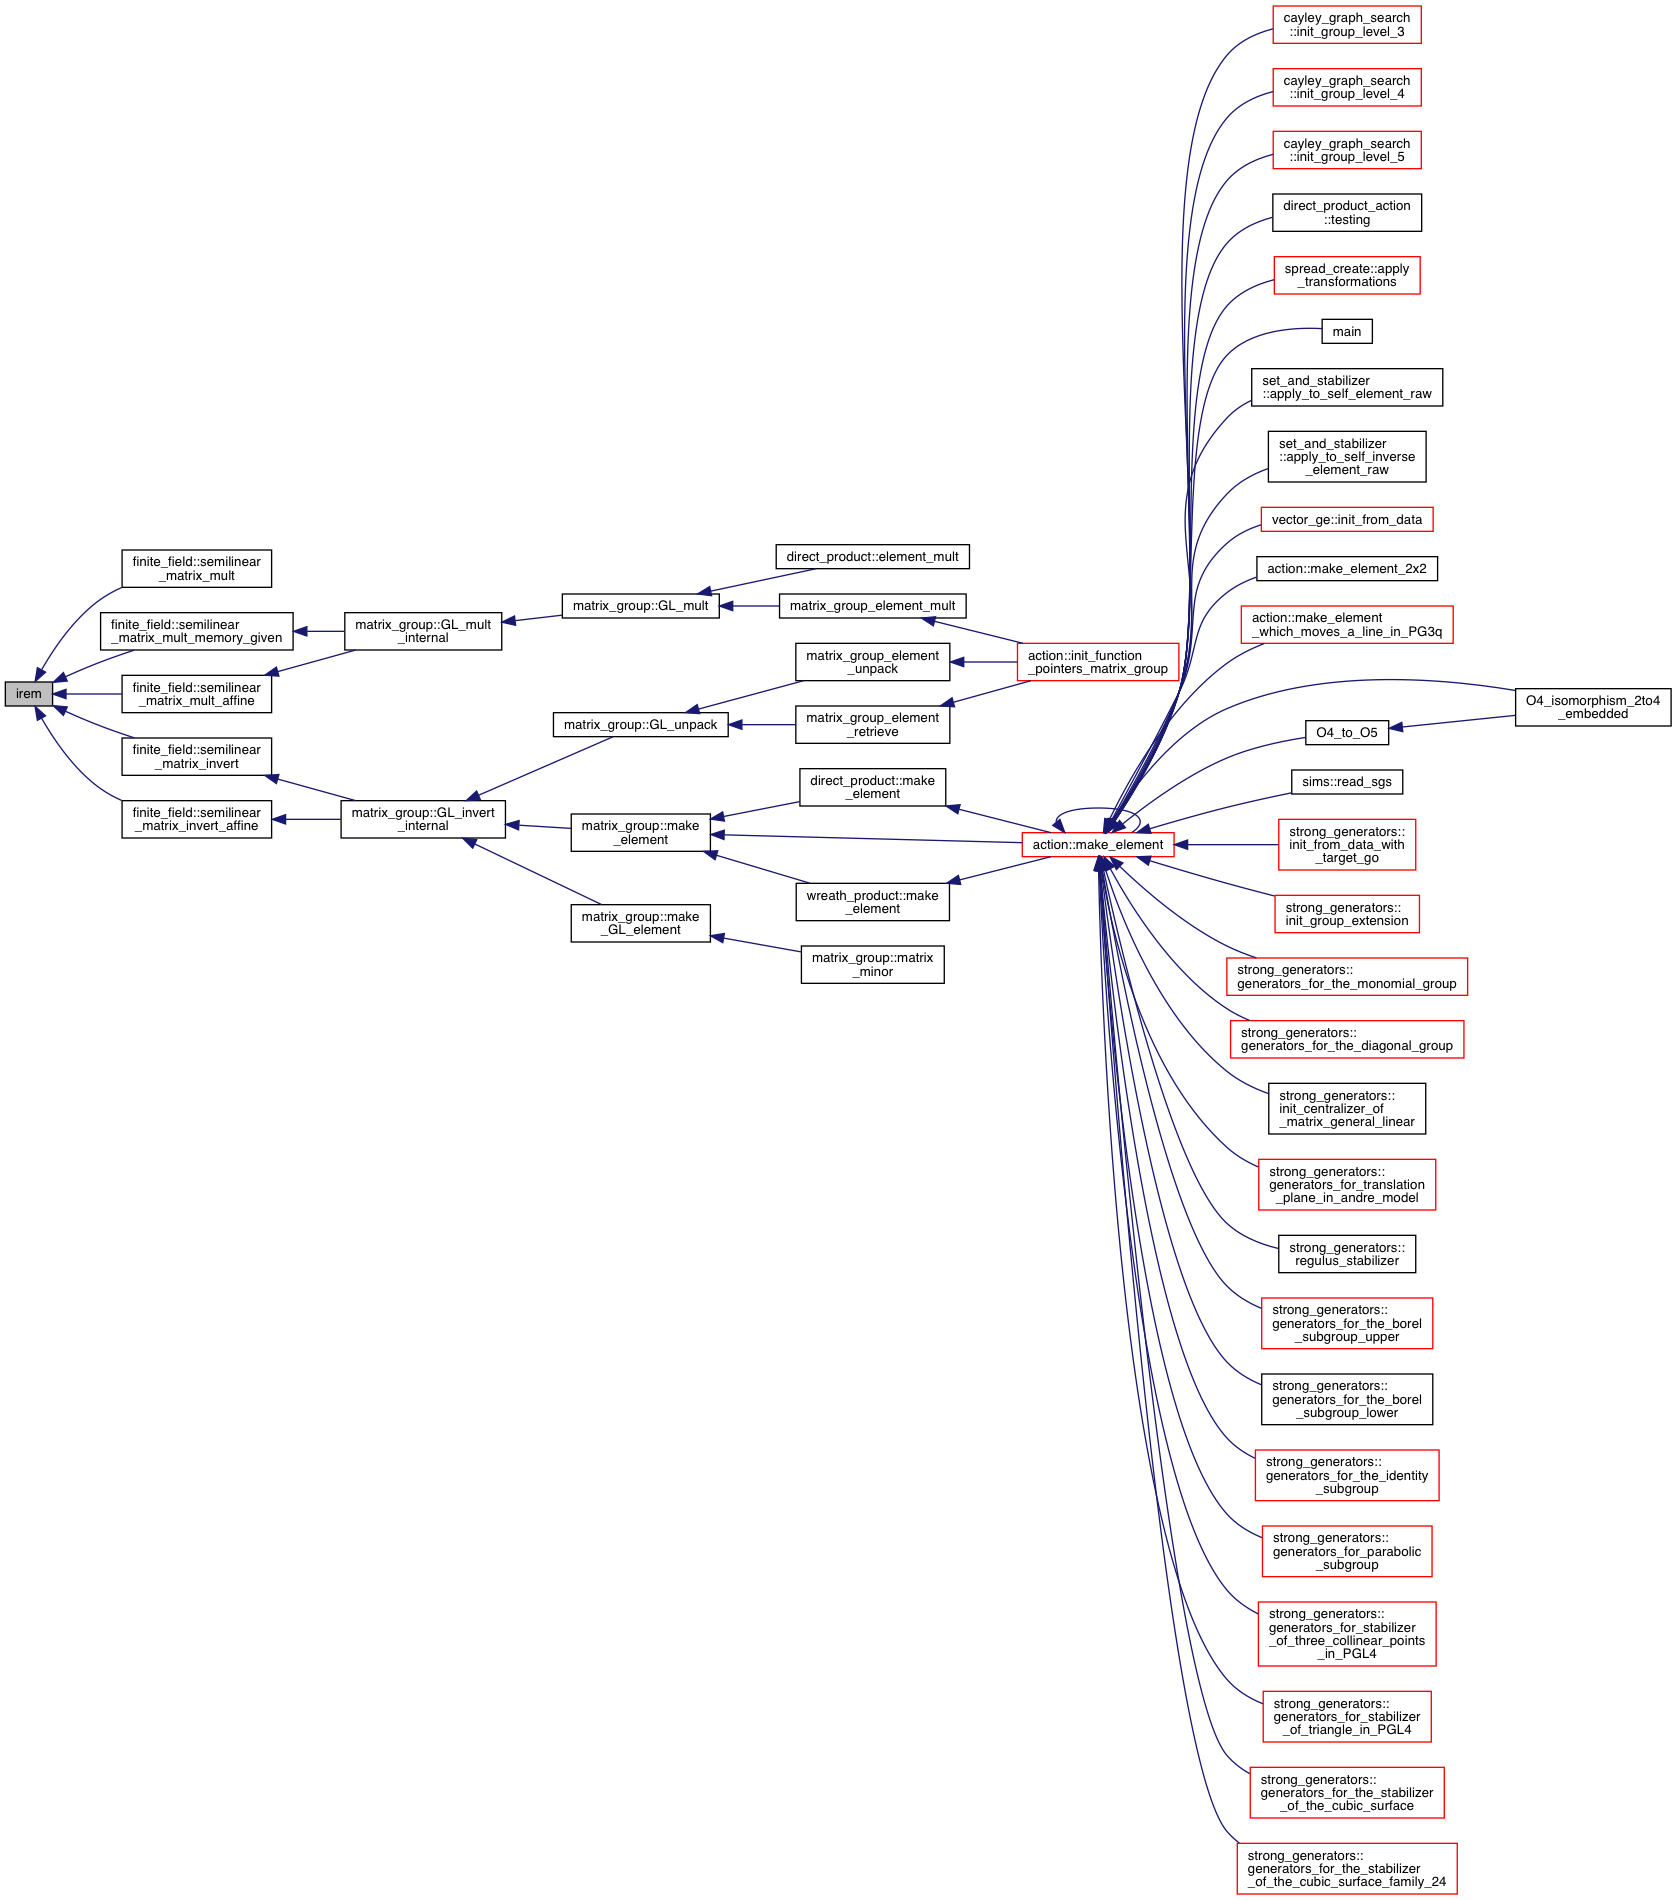 irem
finite_field::semilinear
_matrix_mult
finite_field::semilinear
_matrix_mult_memory_given
finite_field::semilinear
_matrix_mult_affine
finite_field::semilinear
_matrix_invert
finite_field::semilinear
_matrix_invert_affine
matrix_group::GL_mult
_internal
matrix_group::GL_invert
_internal
matrix_group::GL_mult
matrix_group::GL_unpack
matrix_group::make
_element
matrix_group::make
_GL_element
direct_product::element_mult
matrix_group_element_mult
matrix_group_element
_unpack
matrix_group_element
_retrieve
direct_product::make
_element
wreath_product::make
_element
matrix_group::matrix
_minor
action::init_function
_pointers_matrix_group
action::make_element
cayley_graph_search
::init_group_level_3
cayley_graph_search
::init_group_level_4
cayley_graph_search
::init_group_level_5
direct_product_action
::testing
spread_create::apply
_transformations
main
set_and_stabilizer
::apply_to_self_element_raw
set_and_stabilizer
::apply_to_self_inverse
_element_raw
vector_ge::init_from_data
action::make_element_2x2
action::make_element
_which_moves_a_line_in_PG3q
O4_to_O5
O4_isomorphism_2to4
_embedded
sims::read_sgs
strong_generators::
init_from_data_with
_target_go
strong_generators::
init_group_extension
strong_generators::
generators_for_the_monomial_group
strong_generators::
generators_for_the_diagonal_group
strong_generators::
init_centralizer_of
_matrix_general_linear
strong_generators::
generators_for_translation
_plane_in_andre_model
strong_generators::
regulus_stabilizer
strong_generators::
generators_for_the_borel
_subgroup_upper
strong_generators::
generators_for_the_borel
_subgroup_lower
strong_generators::
generators_for_the_identity
_subgroup
strong_generators::
generators_for_parabolic
_subgroup
strong_generators::
generators_for_stabilizer
_of_three_collinear_points
_in_PGL4
strong_generators::
generators_for_stabilizer
_of_triangle_in_PGL4
strong_generators::
generators_for_the_stabilizer
_of_the_cubic_surface
strong_generators::
generators_for_the_stabilizer
_of_the_cubic_surface_family_24